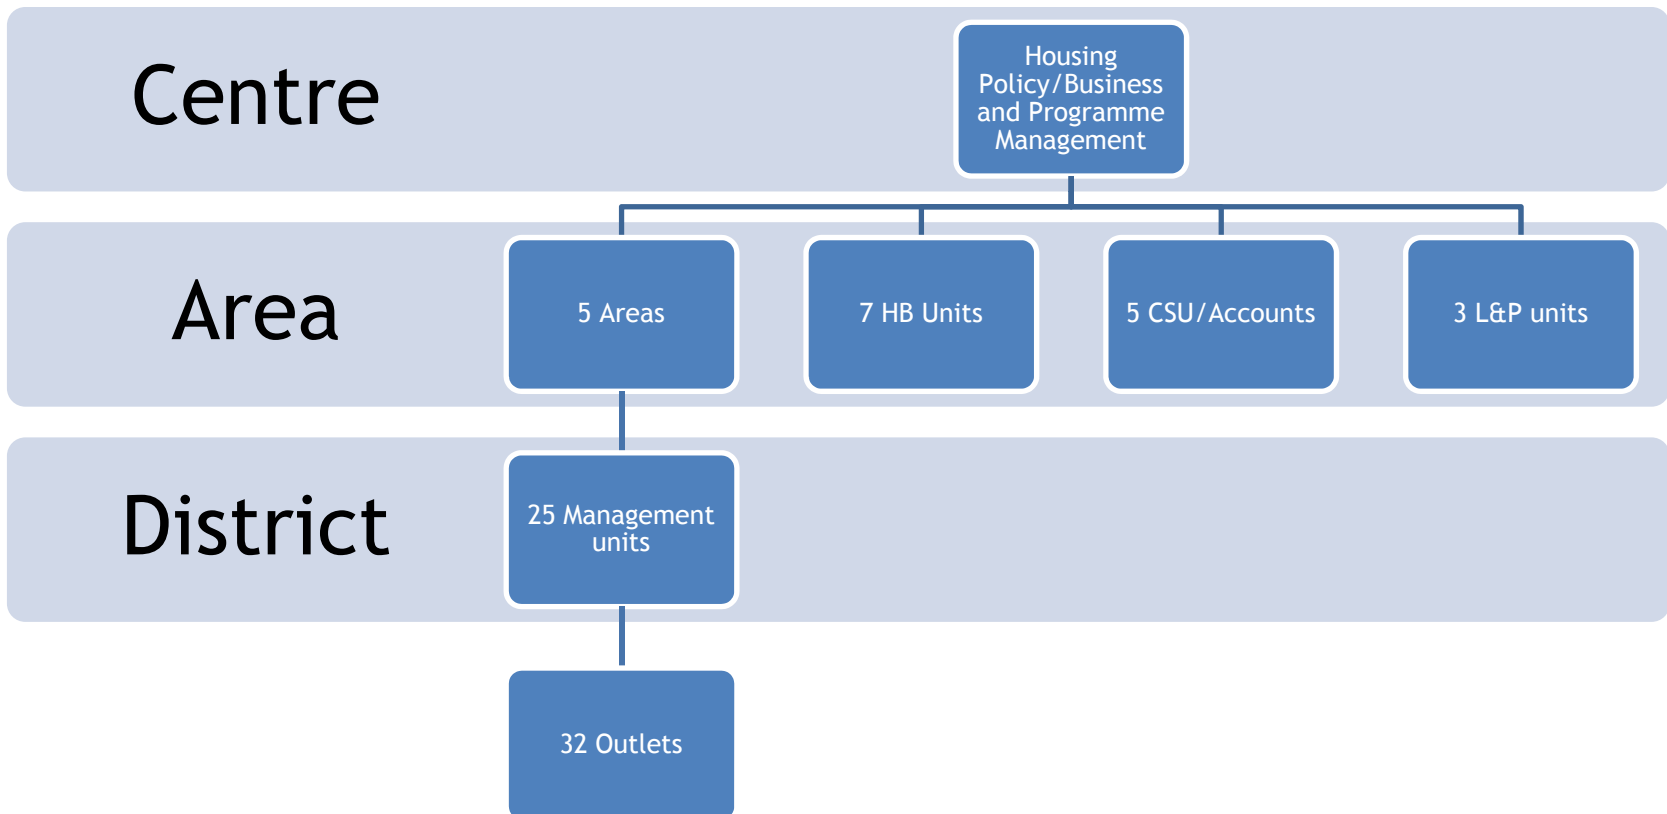 Centre
Housing
Policy/Business
and Programme
Management
Area
5 Areas
7 HB Units
5 CSU/Accounts
3 L&P units
District
25 Management
units
32 Outlets